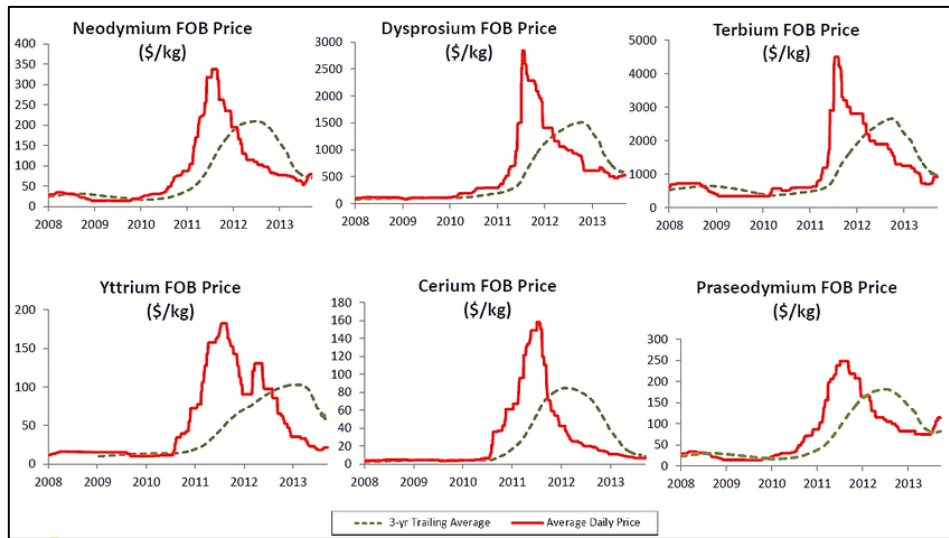 Neodymium FOB Price
($/kg)
400
350
300
250
200
150
100
50
0
2008 2009 2010 2011 2012 2013
Dysprosium FOB Price
($/kg)
3000
2500
2000
1500
1000
500
0
2008 2009 2010 2011 2012 2013
Terbium FOB Price
($/kg)
5000
4000
3000
2000
1000
0
2008 2009 2010 2011 2012 2013
Yttrium FOB Price
($/kg)
200
150
100
50
0
2008 2009 2010 2011 2012 2013
Cerium FOB Price
($/kg)
180
160
140
120
100
80
60
40
20
0
2008 2009 2010 2011 2012 2013
Praseodymium FOB Price
($/kg)
300
250
200
150
100
50
0
2008 2009 2010 2011 2012 2013
3-yr Trailing Average Average Daily Price